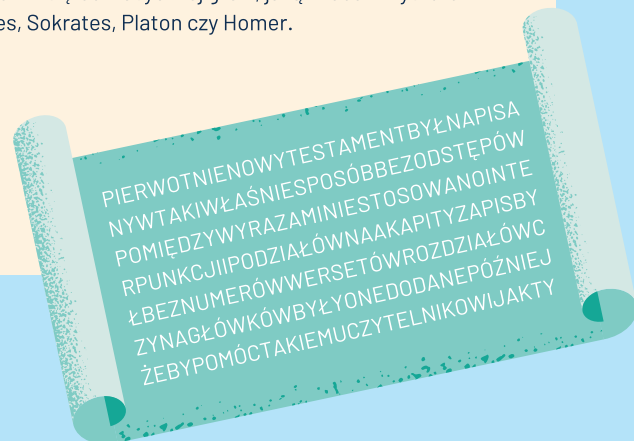 es, Sokrates, Platon czy Homer.
PIERWOTNIENOWYTESTAMENTBYŁNAPISA
NYWTAKIWŁAŚNIESPOSÓBBEZODSTĘPÓW
POMIĘDZYWYRAZAMINIESTOSOWANOINTE
RPUNKCJIIPODZIAŁÓWNAAKAPITYZAPISBY
ŁBEZNUMERÓWWERSETÓWROZDZIAŁÓWC
ZYNAGŁÓWKÓWBYŁYONEDODANEPÓŹNIEJ
ŻEBYPOMÓCTAKIEMUCZYTELNIKOWIJAKTY